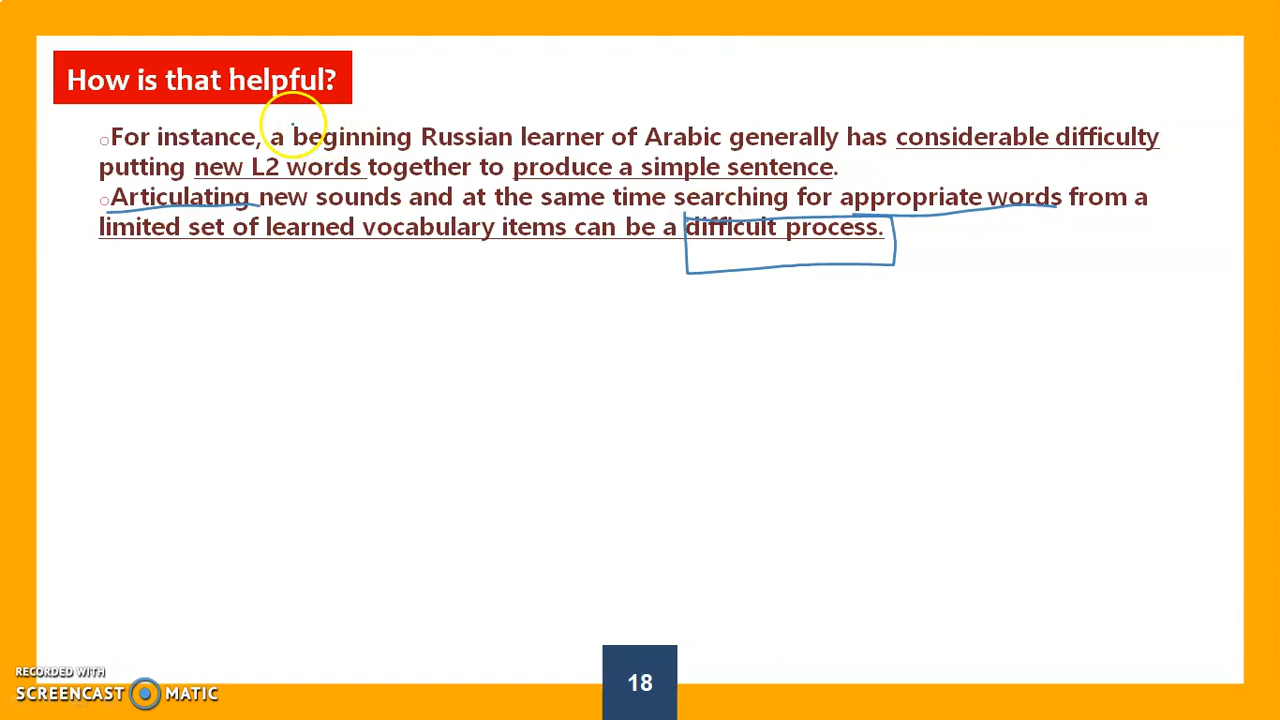 How is that helpful?
○For instance, a beginning Russian learner of Arabic generally has considerable difficulty
putting new L2 words together to produce a simple sentence.
○Articulating new sounds and at the same time searching for appropriate words from a
limited set of learned vocabulary items can be a difficult process.
18
RECORDED WITH
SCREENCAST MATIC